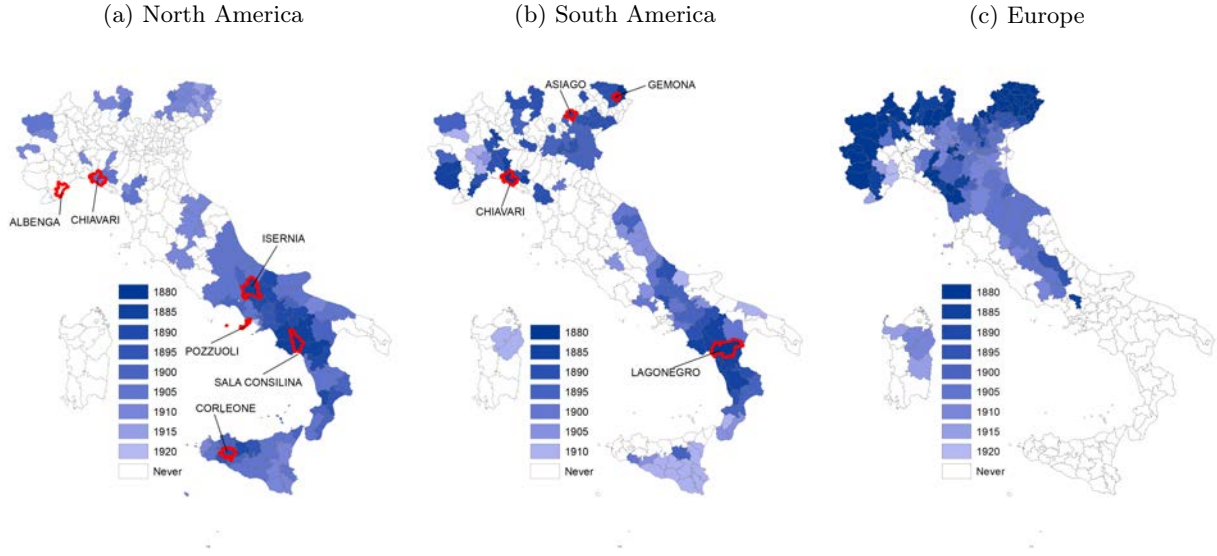 (a) North America
ALBENGA
CHIAVARI
ISERNIA
POZZUOLI
SALA CONSILINA
CORLEONE
1880
1885
1890
1895
1900
1905
1910
1915
1920
Never
(b) South America
ASIAGO
GEMONA
CHIAVARI
LAGONEGRO
1880
1885
1890
1895
1900
1905
1910
Never
(c) Europe
1880
1885
1890
1895
1900
1905
1910
1915
1920
Never